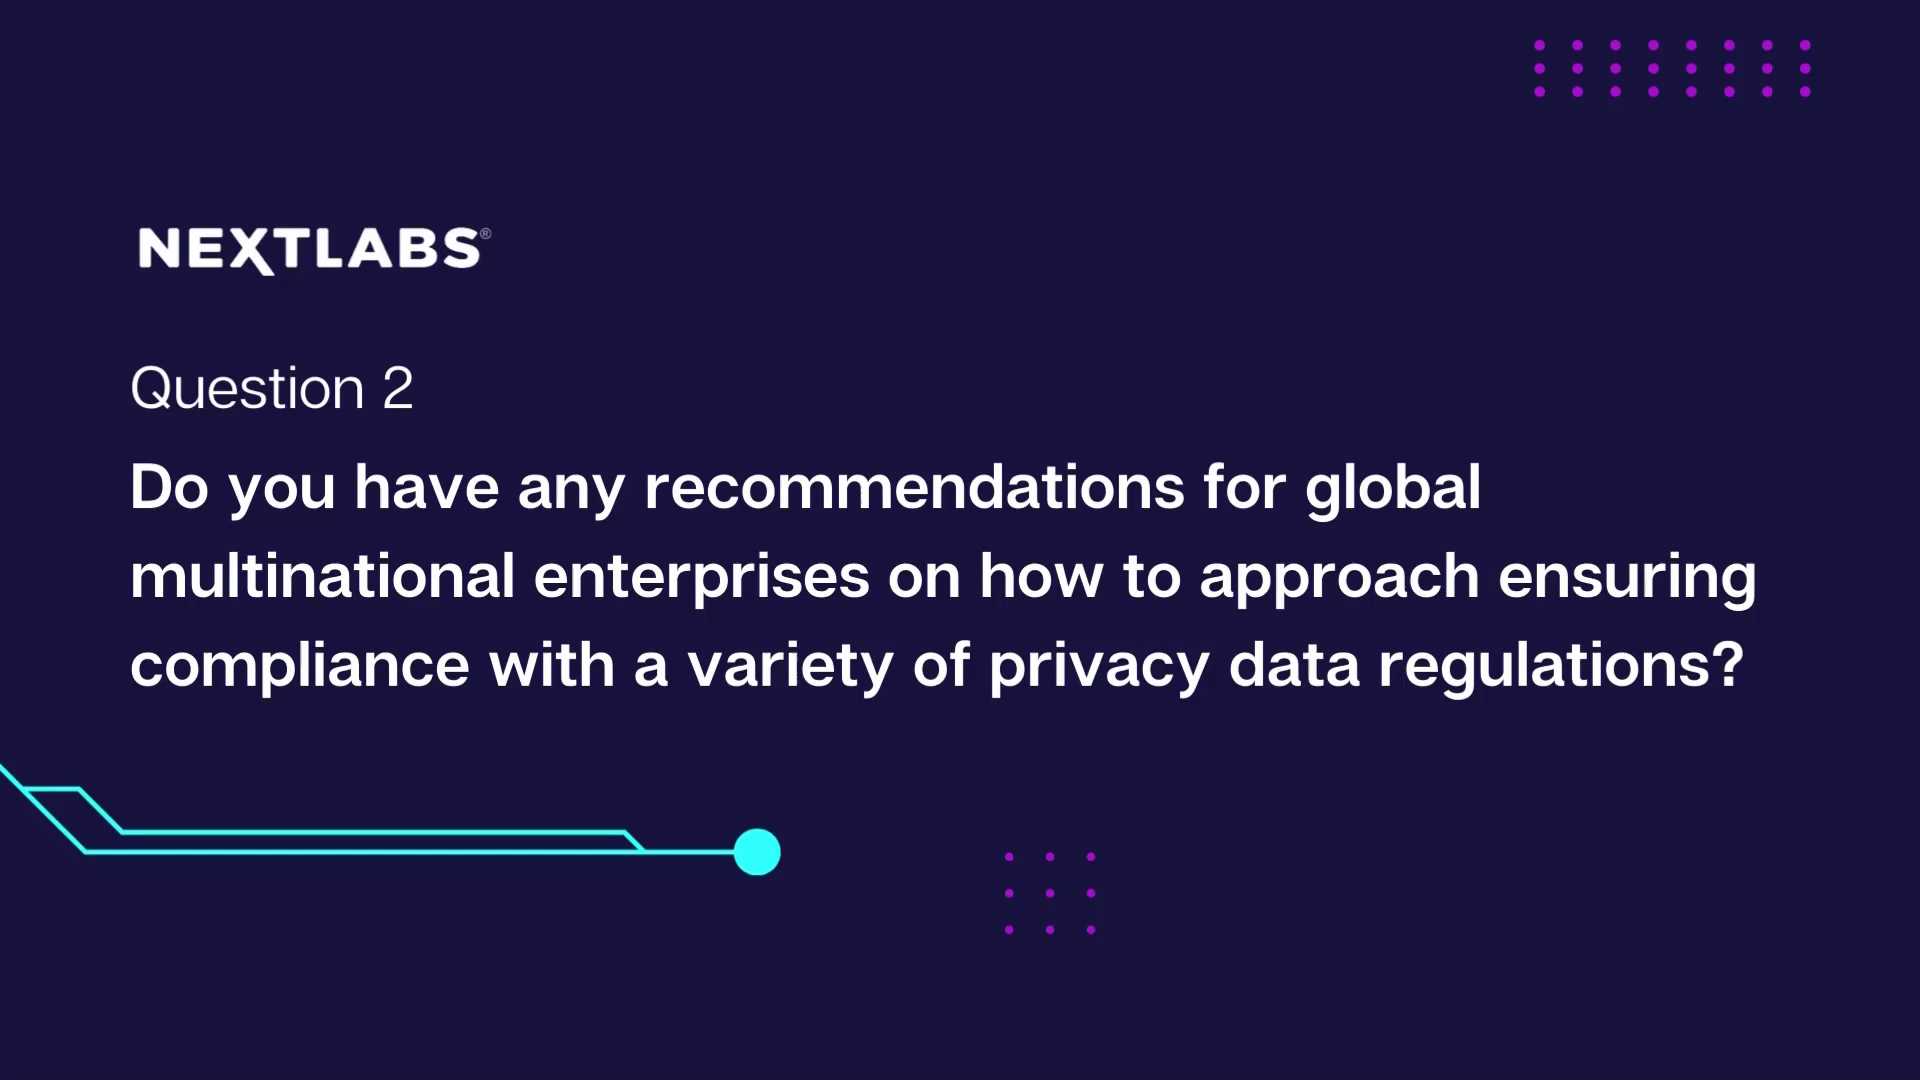 NEXTLABS®
Question 2
Do you have any recommendations for global
multinational enterprises on how to approach ensuring
compliance with a variety of privacy data regulations?